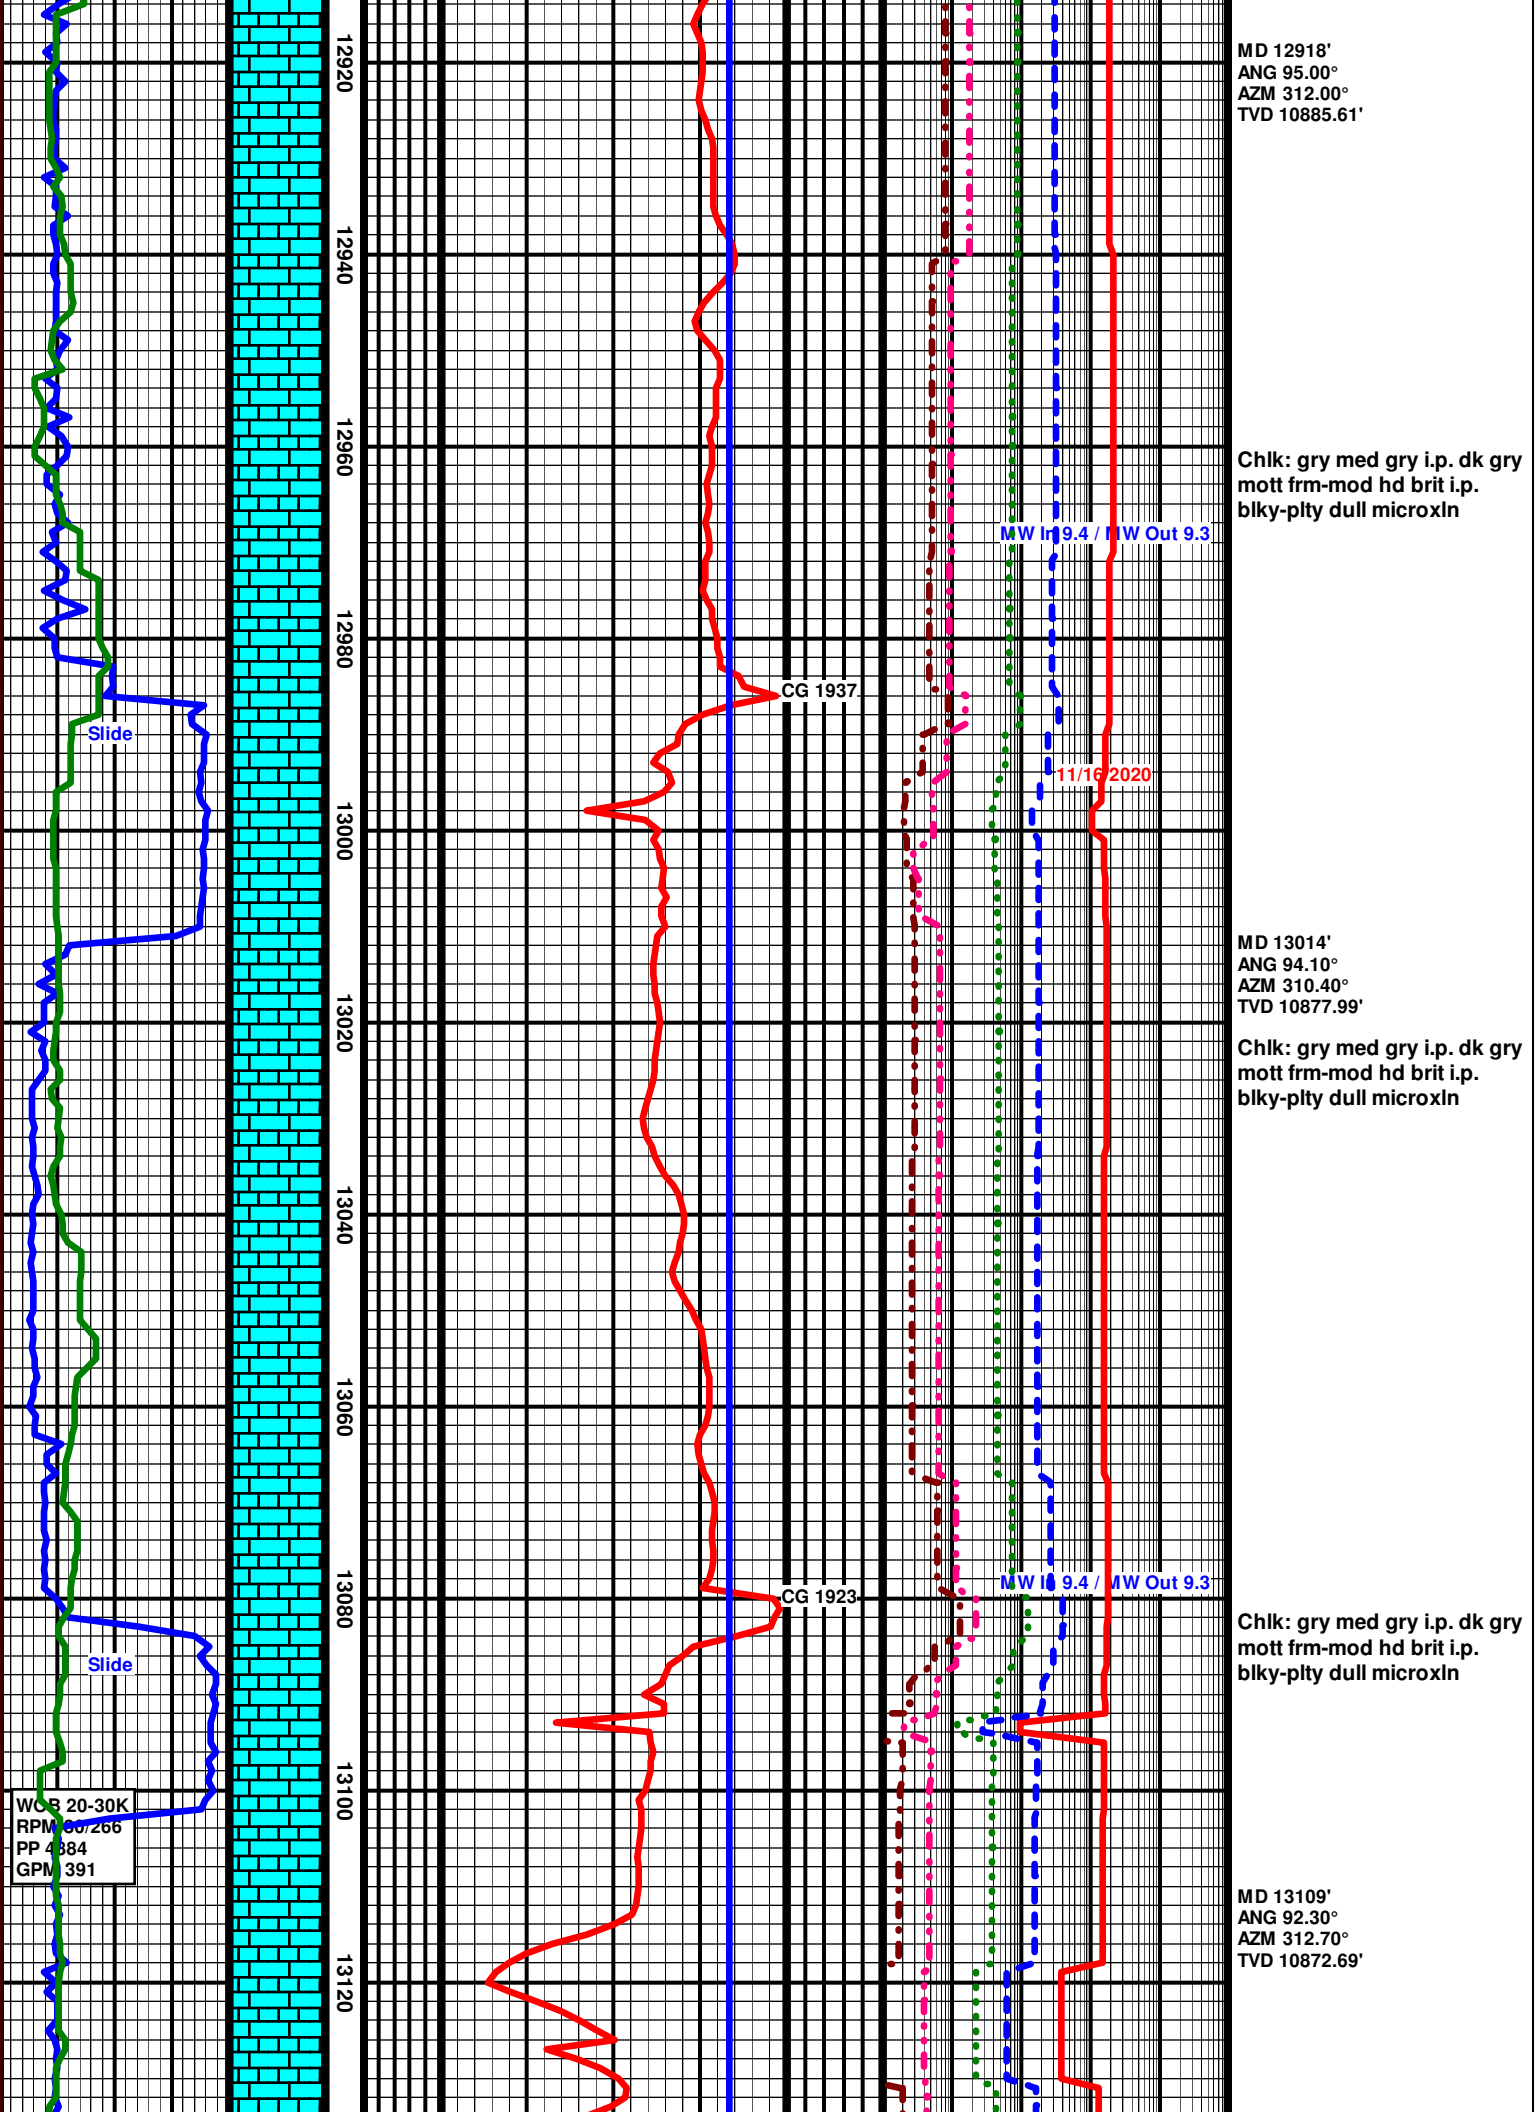 12920
MD 12918'
ANG 95.00°
AZM 312.00°
TVD 10885.61'
12940
12960
Chlk: gry med gry i.p. dk gry
mott frm-mod hd brit i.p.
blky-plty dull microxln
MW In 9.4 / MW Out 9.3
12980
CG 1937
Slide
11/16/2020
13000
MD 13014'
ANG 94.10°
AZM 310.40°
TVD 10877.99'
13020
Chlk: gry med gry i.p. dk gry
mott frm-mod hd brit i.p.
blky-plty dull microxln
13040
13060
MW In 9.4 / MW Out 9.3
CG 1923
13080
Chlk: gry med gry i.p. dk gry
mott frm-mod hd brit i.p.
blky-plty dull microxln
Slide
13100
WOB 20-30K
PP 4384
GPM 391
MD 13109'
ANG 92.30°
AZM 312.70°
TVD 10872.69'
13120